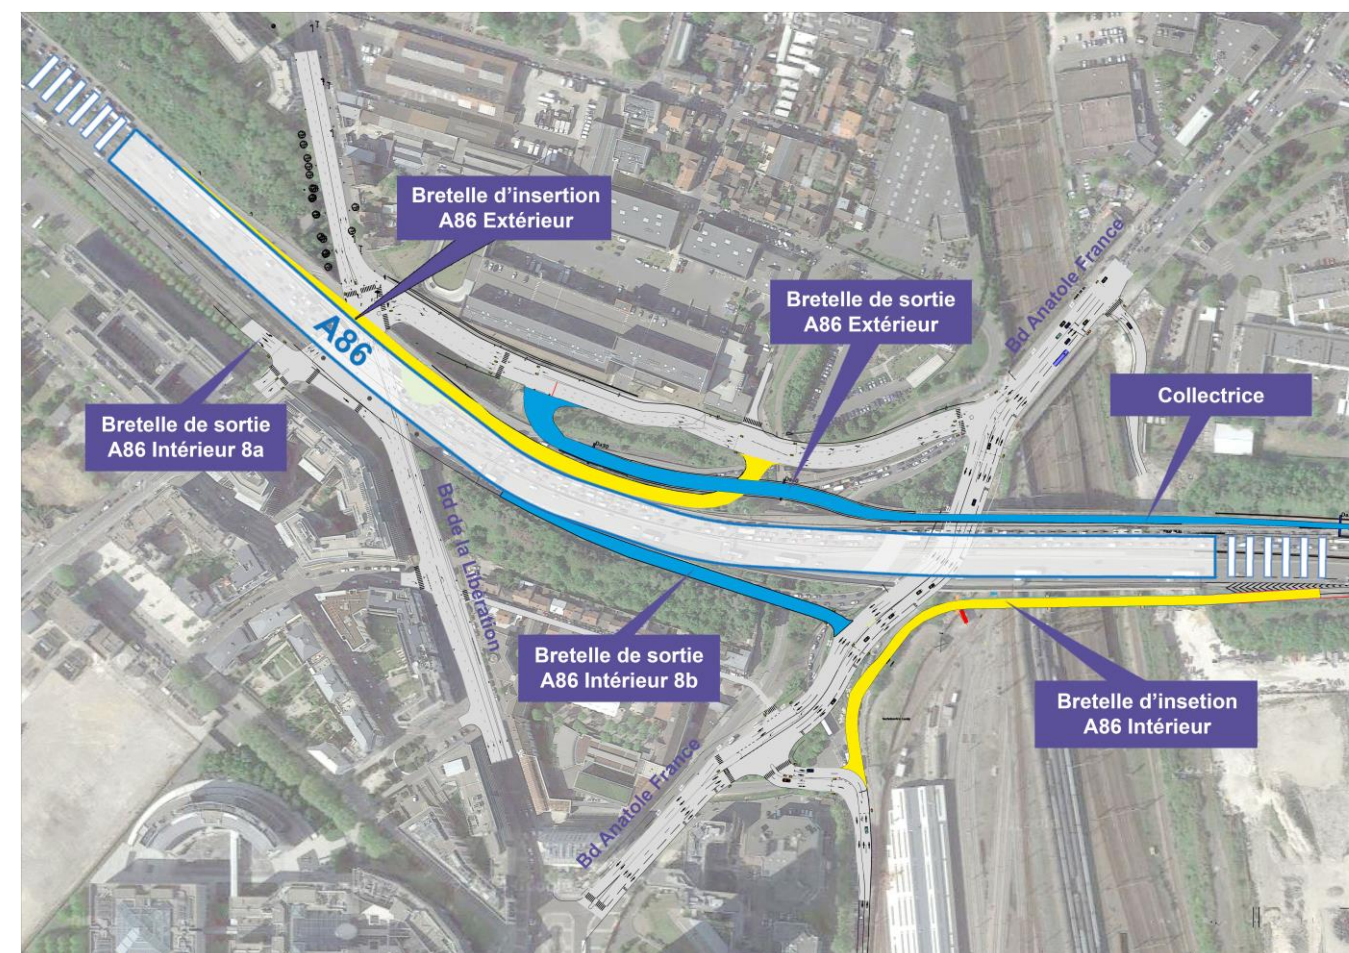 Bretelle d’insertion
A86 Extérieur
Bretelle de sortie
A86 Extérieur
Bd Anatole France
A86
Collectrice
Bretelle de sortie
A86 Intérieur 8a
Bd de la Libération
Bretelle de sortie
A86 Intérieur 8b
Bretelle d’insetion
A86 Intérieur
Bd Anatole France